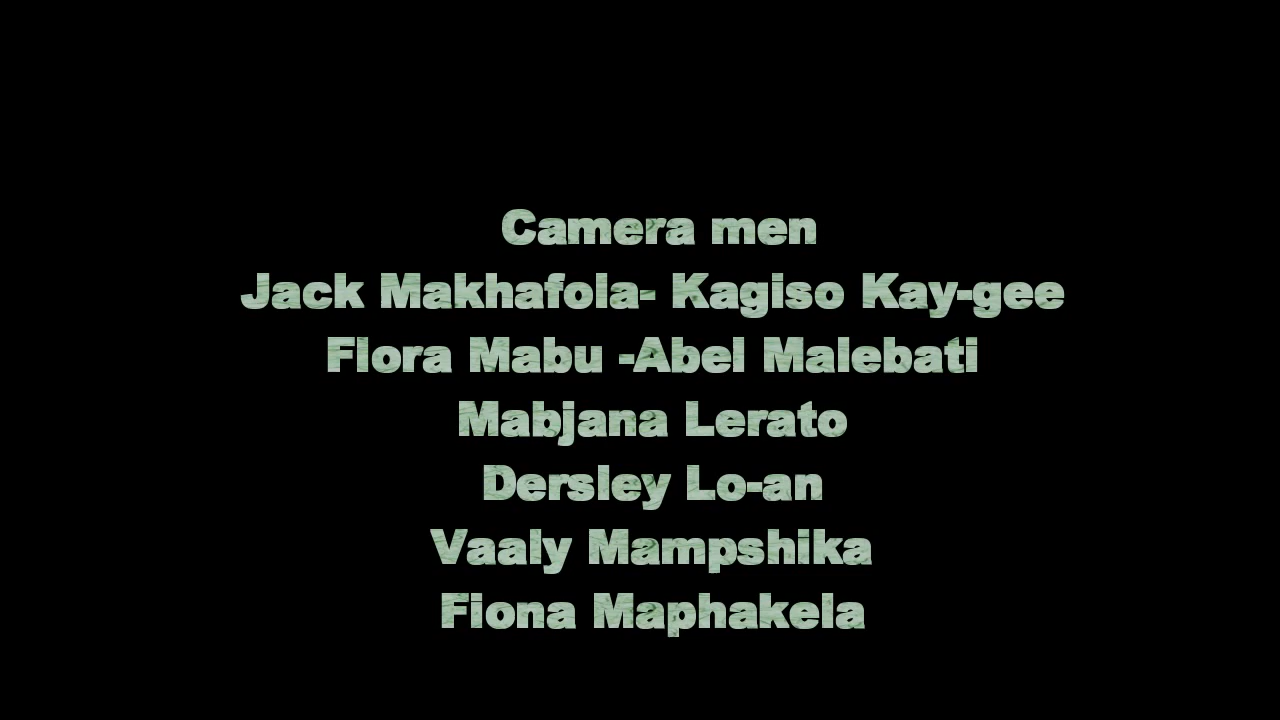 Camera men
Jack Makhafola- Kagiso Kay-gee
Flora Mabu -Abel Malebati
Mabjana Lerato
Dersley Lo-an
Vaaly Mampshika
Fiona Maphakela